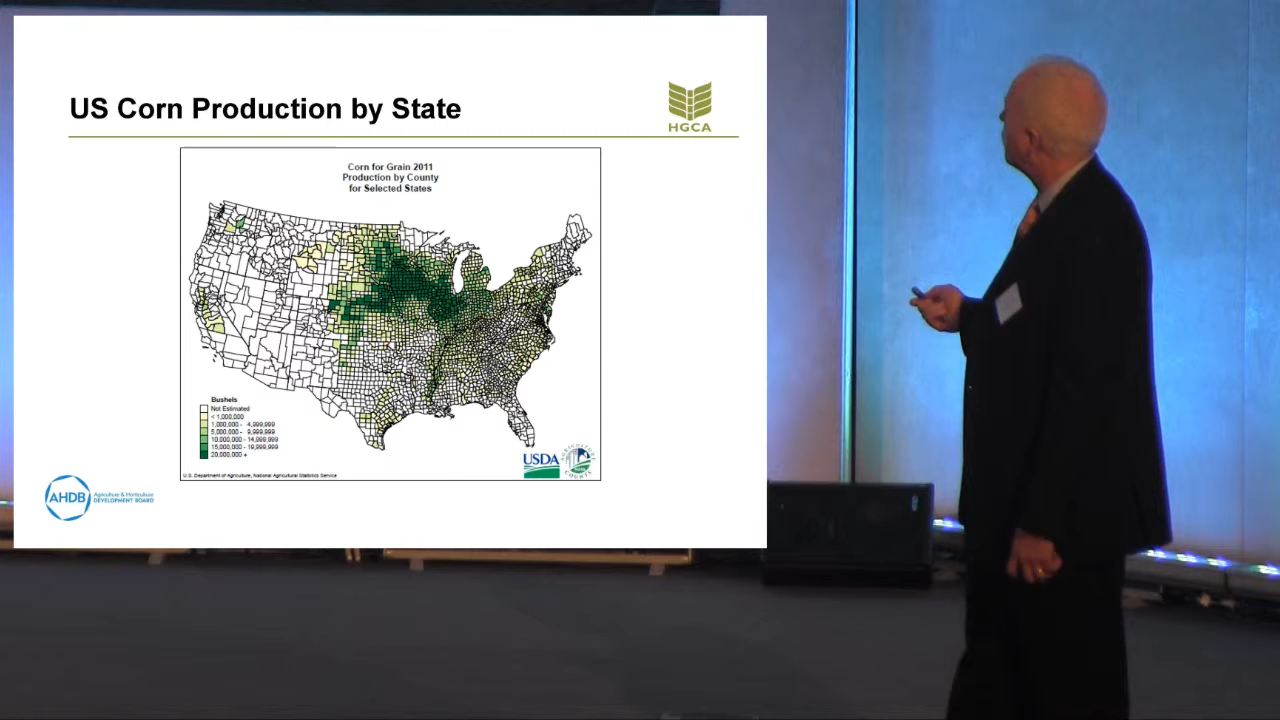 US Corn Production by State
HGCA
Corn for Grain 2011
Production by County
for Selected States
Bushels
Not Estimated
< 1,000,000
1,000,000 - 4,999,999
5,000,000 - 9,999,999
10,000,000 - 14,999,999
15,000,000 - 19,999,999
20,000,000 +
U.S. Department of Agriculture, National Agricultural Statistics Service
USDA
COUNTS
AHDB
Agriculture & Horticulture
DEVELOPMENT BOARD